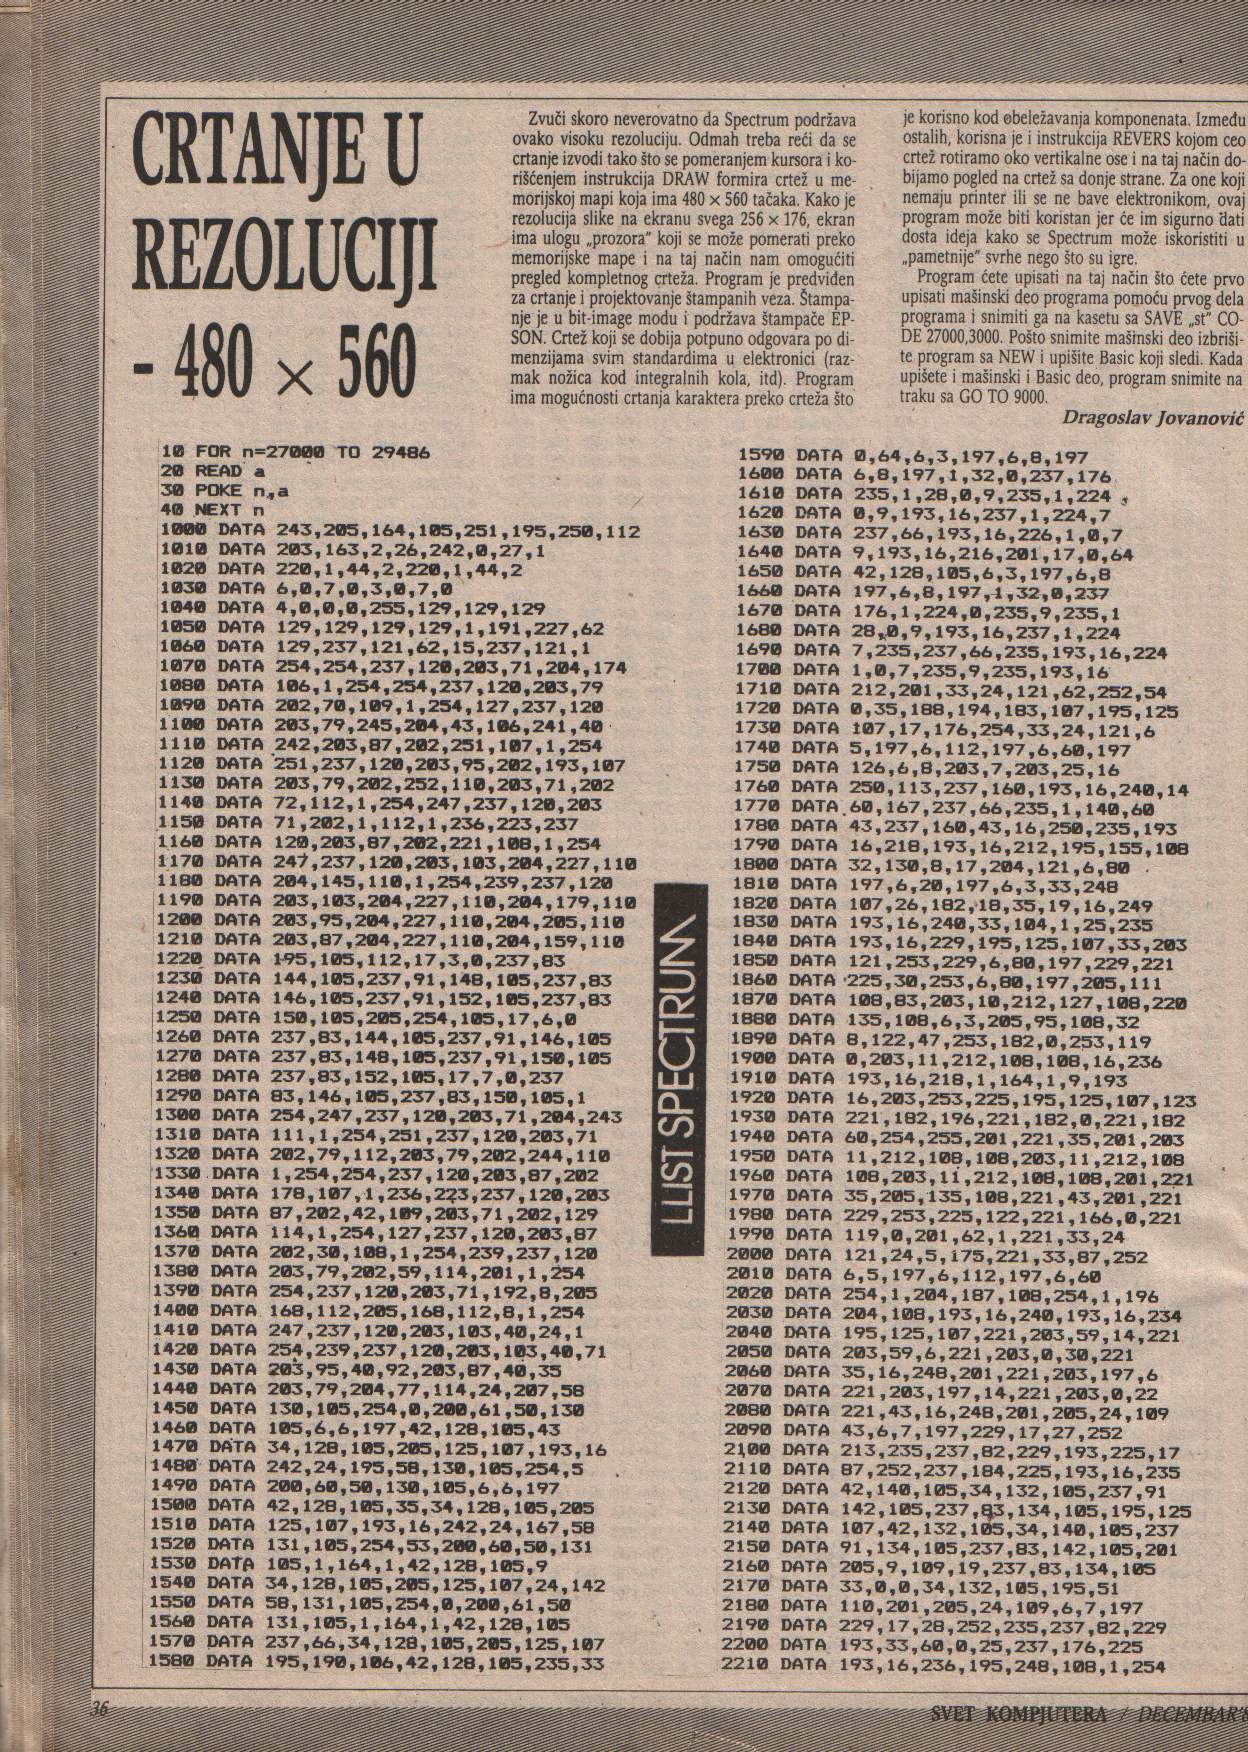 CRTANJE U
REZOLUCIJI
- 480 × 560
Zvuči skoro neverovatno da Spectrum podržava
ovako visoku rezoluciju. Odmah treba reći da se
crtanje izvodi tako što se pomeranjem kursora i ko-
rišćenjem instrukcija DRAW formira crtež u me-
morijskoj mapi koja ima 480 × 560 tačaka. Kako je
rezolucija slike na ekranu svega 256 × 176, ekran
ima ulogu „prozora" koji se može pomerati preko
memorijske mape i na taj način nam omogućiti
pregled kompletnog crteža. Program je predviđen
za crtanje i projektovanje štampanih veza. Štampa-
nje je u bit-image modu i podržava štampače EP-
SON. Crtež koji se dobija potpuno odgovara po di-
menzijama svim standardima u elektronici (raz-
mak nožica kod integralnih kola, itd). Program
ima mogućnosti crtanja karaktera preko crteža što
je korisno kod obeležavanja komponenata. Između
ostalih, korisna je i instrukcija REVERS kojom ceo
crtež rotiramo oko vertikalne ose i na taj način do-
bijamo pogled na crtež sa donje strane. Za one koji
nemaju printer ili se ne bave elektronikom, ovaj
program može biti koristan jer će im sigurno dati
dosta ideja kako se Spectrum može iskoristiti u
„pametnije" svrhe nego što su igre.
Program ćete upisati na taj način što ćete prvo
upisati mašinski deo programa pomoću prvog dela
programa i snimiti ga na kasetu sa SAVE „st" CO-
DE 27000,3000. Pošto snimite mašinski deo izbriši-
te program sa NEW i upišite Basic koji sledi. Kada
upišete i mašinski i Basic deo, program snimite na
traku sa GO TO 9000.
Dragoslav Jovanović
10 FOR n=27000 TO 29486
20 READ a
30 POKE n,a
40 NEXT n
1000 DATA 243,205,164,105,251,195,250,112
1010 DATA 203,163,2,26,242,0,27,1
1020 DATA 220,1,44,2,220,1,44,2
1030 DATA 6,0,7,0,3,0,7,0
1040 DATA 4,0,0,0,255,129,129,129
1050 DATA 129,129,129,129,1,191,227,62
1060 DATA 129,237,121,62,15,237,121,1
1070 DATA 254,254,237,120,203,71,204,174
1080 DATA 106,1,254,254,237,120,203,79
1090 DATA 202,70,109,1,254,127,237,120
1100 DATA 203,79,245,204,43,106,241,40
1110 DATA 242,203,87,202,251,107,1,254
1120 DATA 251,237,120,203,95,202,193,107
1130 DATA 203,79,202,252,110,203,71,202
1140 DATA 72,112,1,254,247,237,120,203
1150 DATA 71,202,1,112,1,236,223,237
1160 DATA 120,203,87,202,221,108,1,254
1170 DATA 247,237,120,203,103,204,227,110
1180 DATA 204,145,110,1,254,239,237,120
1190 DATA 203,103,204,227,110,204,179,110
1200 DATA 203,95,204,227,110,204,205,110
1210 DATA 203,87,204,227,110,204,159,110
1220 DATA 195,105,112,17,3,0,237,83
1230 DATA 144,105,237,91,148,105,237,83
1240 DATA 146,105,237,91,152,105,237,83
1250 DATA 150,105,205,254,105,17,6,0
1260 DATA 237,83,144,105,237,91,146,105
1270 DATA 237,83,148,105,237,91,150,105
1280 DATA 237,83,152,105,17,7,0,237
1290 DATA 83,146,105,237,83,150,105,1
1300 DATA 254,247,237,120,203,71,204,243
1310 DATA 111,1,254,251,237,120,203,71
1320 DATA 202,79,112,203,79,202,244,110
1330 DATA 1,254,254,237,120,203,87,202
1340 DATA 178,107,1,236,223,237,120,203
1350 DATA 87,202,42,109,203,71,202,129
1360 DATA 114,1,254,127,237,120,203,87
1370 DATA 202,30,108,1,254,239,237,120
1380 DATA 203,79,202,59,114,201,1,254
1390 DATA 254,237,120,203,71,192,8,205
1400 DATA 168,112,205,168,112,8,1,254
1410 DATA 247,237,120,203,103,40,24,1
1420 DATA 254,239,237,120,203,103,40,71
1430 DATA 203,95,40,92,203,87,40,35
1440 DATA 203,79,204,77,114,24,207,58
1450 DATA 130,105,254,0,200,61,50,130
1460 DATA 105,6,6,197,42,128,105,43
1470 DATA 34,128,105,205,125,107,193,16
1480 DATA 242,24,195,58,130,105,254,5
1490 DATA 200,60,50,130,105,6,6,197
1500 DATA 42,128,105,35,34,128,105,205
1510 DATA 125,107,193,16,242,24,167,58
1520 DATA 131,105,254,53,200,60,50,131
1530 DATA 105,1,164,1,42,128,105,9
1540 DATA 34,128,105,205,125,107,24,142
1550 DATA 58,131,105,254,0,200,61,50
1560 DATA 131,105,1,164,1,42,128,105
1570 DATA 237,66,34,128,105,205,125,107
1580 DATA 195,190,106,42,128,105,235,33
LIST SPECTRUM
1590 DATA 0,64,6,3,197,6,8,197
1600 DATA 6,8,197,1,32,0,237,176
1610 DATA 235,1,28,0,9,235,1,224
1620 DATA 0,9,193,16,237,1,224,7
1630 DATA 237,66,193,16,226,1,0,7
1640 DATA 9,193,16,216,201,17,0,64
1650 DATA 42,128,105,6,3,197,6,8
1660 DATA 197,6,8,197,1,32,0,237
1670 DATA 176,1,224,0,235,9,235,1
1680 DATA 28,0,9,193,16,237,1,224
1690 DATA 7,235,237,66,235,193,16,224
1700 DATA 1,0,7,235,9,235,193,16
1710 DATA 212,201,33,24,121,62,252,54
1720 DATA 0,35,188,194,183,107,195,125
1730 DATA 107,17,176,254,33,24,121,6
1740 DATA 5,197,6,112,197,6,60,197
1750 DATA 126,6,8,203,7,203,25,16
1760 DATA 250,113,237,160,193,16,240,14
1770 DATA 60,167,237,66,235,1,140,60
1780 DATA 43,237,160,43,16,250,235,193
1790 DATA 16,218,193,16,212,195,155,108
1800 DATA 32,130,8,17,204,121,6,80
1810 DATA 197,6,20,197,6,3,33,248
1820 DATA 107,26,182,18,35,19,16,249
1830 DATA 193,16,240,33,104,1,25,235
1840 DATA 193,16,229,195,125,107,33,203
1850 DATA 121,253,229,6,80,197,229,221
1860 DATA 225,30,253,6,80,197,205,111
1870 DATA 108,83,203,10,212,127,108,220
1880 DATA 135,108,6,3,205,95,108,32
1890 DATA 8,122,47,253,182,0,253,119
1900 DATA 0,203,11,212,108,108,16,236
1910 DATA 193,16,218,1,164,1,9,193
1920 DATA 16,203,253,225,195,125,107,123
1930 DATA 221,182,196,221,182,0,221,182
1940 DATA 60,254,255,201,221,35,201,203
1950 DATA 11,212,108,108,203,11,212,108
1960 DATA 108,203,11,212,108,108,201,221
1970 DATA 35,205,135,108,221,43,201,221
1980 DATA 229,253,225,122,221,166,0,221
1990 DATA 119,0,201,62,1,221,33,24
2000 DATA 121,24,5,175,221,33,87,252
2010 DATA 6,5,197,6,112,197,6,60
2020 DATA 254,1,204,187,108,254,1,196
2030 DATA 204,108,193,16,240,193,16,234
2040 DATA 195,125,107,221,203,59,14,221
2050 DATA 203,59,6,221,203,0,30,221
2060 DATA 35,16,248,201,221,203,197,6
2070 DATA 221,203,197,14,221,203,0,22
2080 DATA 221,43,16,248,201,205,24,109
2090 DATA 43,6,7,197,229,17,27,252
2100 DATA 213,235,237,82,229,193,225,17
2110 DATA 87,252,237,184,225,193,16,235
2120 DATA 42,140,105,34,132,105,237,91
2130 DATA 142,105,237,83,134,105,195,125
2140 DATA 107,42,132,105,34,140,105,237
2150 DATA 91,134,105,237,83,142,105,201
2160 DATA 205,9,109,19,237,83,134,105
2170 DATA 33,0,0,34,132,105,195,51
2180 DATA 110,201,205,24,109,6,7,197
2190 DATA 229,17,28,252,235,237,82,229
2200 DATA 193,33,60,0,25,237,176,225
2210 DATA 193,16,236,195,248,108,1,254
36
SVET KOMPJUTERA / DECEMBAR'8